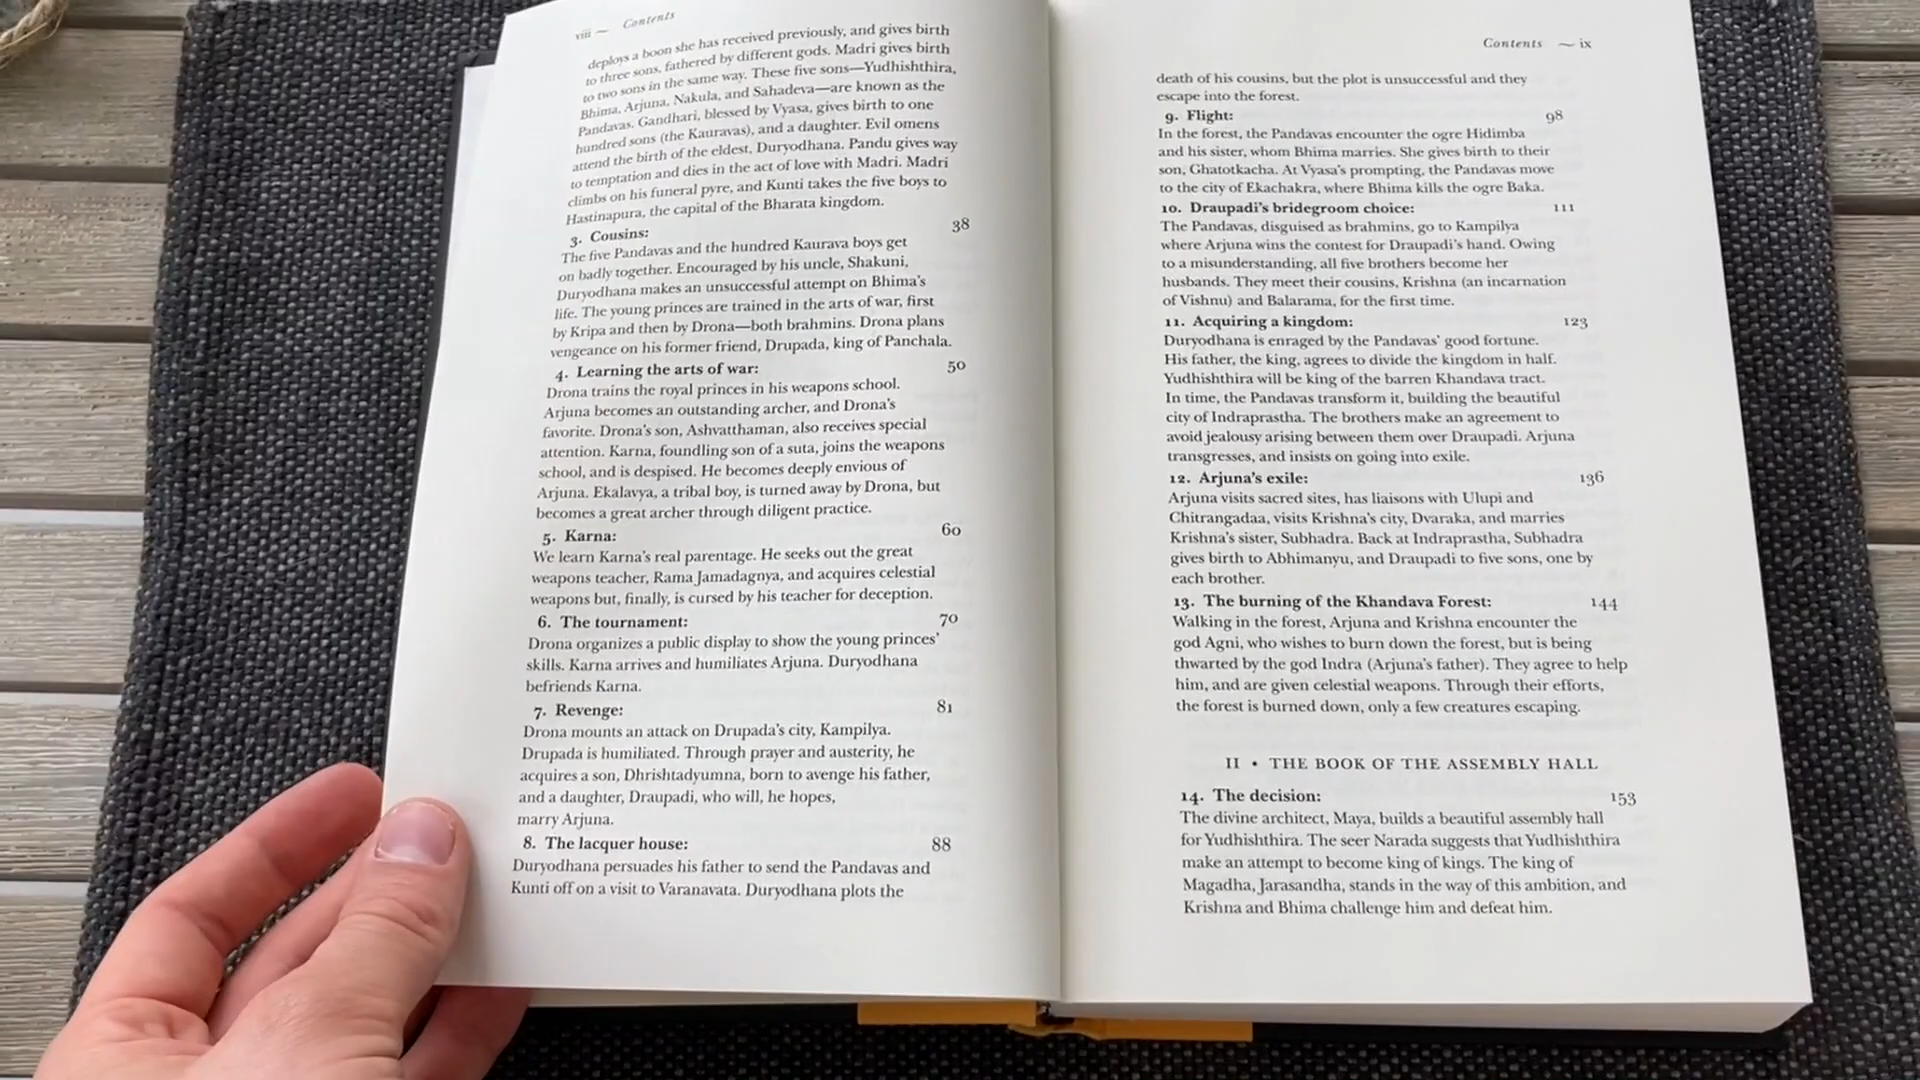 viii — Contents
deploys a boon she has received previously, and gives birth
to three sons, fathered by different gods. Madri gives birth
to two sons in the same way. These five sons—Yudhishthira,
Bhima, Arjuna, Nakula, and Sahadeva—are known as the
Pandavas. Gandhari, blessed by Vyasa, gives birth to one
hundred sons (the Kauravas), and a daughter. Evil omens
attend the birth of the eldest, Duryodhana. Pandu gives way
to temptation and dies in the act of love with Madri. Madri
climbs on his funeral pyre, and Kunti takes the five boys to
Hastinapura, the capital of the Bharata kingdom.
3. Cousins: 38
The five Pandavas and the hundred Kaurava boys get
on badly together. Encouraged by his uncle, Shakuni,
Duryodhana makes an unsuccessful attempt on Bhima's
life. The young princes are trained in the arts of war, first
by Kripa and then by Drona—both brahmins. Drona plans
vengeance on his former friend, Drupada, king of Panchala.
4. Learning the arts of war: 50
Drona trains the royal princes in his weapons school.
Arjuna becomes an outstanding archer, and Drona's
favorite. Drona's son, Ashvatthaman, also receives special
attention. Karna, foundling son of a suta, joins the weapons
school, and is despised. He becomes deeply envious of
Arjuna. Ekalavya, a tribal boy, is turned away by Drona, but
becomes a great archer through diligent practice.
5. Karna: 60
We learn Karna's real parentage. He seeks out the great
weapons teacher, Rama Jamadagnya, and acquires celestial
weapons but, finally, is cursed by his teacher for deception.
6. The tournament: 70
Drona organizes a public display to show the young princes'
skills. Karna arrives and humiliates Arjuna. Duryodhana
befriends Karna.
7. Revenge: 81
Drona mounts an attack on Drupada's city, Kampilya.
Drupada is humiliated. Through prayer and austerity, he
acquires a son, Dhrishtadyumna, born to avenge his father,
and a daughter, Draupadi, who will, he hopes,
marry Arjuna.
8. The lacquer house: 88
Duryodhana persuades his father to send the Pandavas and
Kunti off on a visit to Varanavata. Duryodhana plots the
Contents — ix
death of his cousins, but the plot is unsuccessful and they
escape into the forest.
9. Flight: 98
In the forest, the Pandavas encounter the ogre Hidimba
and his sister, whom Bhima marries. She gives birth to their
son, Ghatotkacha. At Vyasa's prompting, the Pandavas move
to the city of Ekachakra, where Bhima kills the ogre Baka.
10. Draupadi's bridegroom choice: 111
The Pandavas, disguised as brahmins, go to Kampilya
where Arjuna wins the contest for Draupadi's hand. Owing
to a misunderstanding, all five brothers become her
husbands. They meet their cousins, Krishna (an incarnation
of Vishnu) and Balarama, for the first time.
11. Acquiring a kingdom: 123
Duryodhana is enraged by the Pandavas' good fortune.
His father, the king, agrees to divide the kingdom in half.
Yudhishthira will be king of the barren Khandava tract.
In time, the Pandavas transform it, building the beautiful
city of Indraprastha. The brothers make an agreement to
avoid jealousy arising between them over Draupadi. Arjuna
transgresses, and insists on going into exile.
12. Arjuna's exile: 136
Arjuna visits sacred sites, has liaisons with Ulupi and
Chitrangadaa, visits Krishna's city, Dvaraka, and marries
Krishna's sister, Subhadra. Back at Indraprastha, Subhadra
gives birth to Abhimanyu, and Draupadi to five sons, one by
each brother.
13. The burning of the Khandava Forest: 144
Walking in the forest, Arjuna and Krishna encounter the
god Agni, who wishes to burn down the forest, but is being
thwarted by the god Indra (Arjuna's father). They agree to help
him, and are given celestial weapons. Through their efforts,
the forest is burned down, only a few creatures escaping.
II • THE BOOK OF THE ASSEMBLY HALL
14. The decision: 153
The divine architect, Maya, builds a beautiful assembly hall
for Yudhishthira. The seer Narada suggests that Yudhishthira
make an attempt to become king of kings. The king of
Magadha, Jarasandha, stands in the way of this ambition, and
Krishna and Bhima challenge him and defeat him.